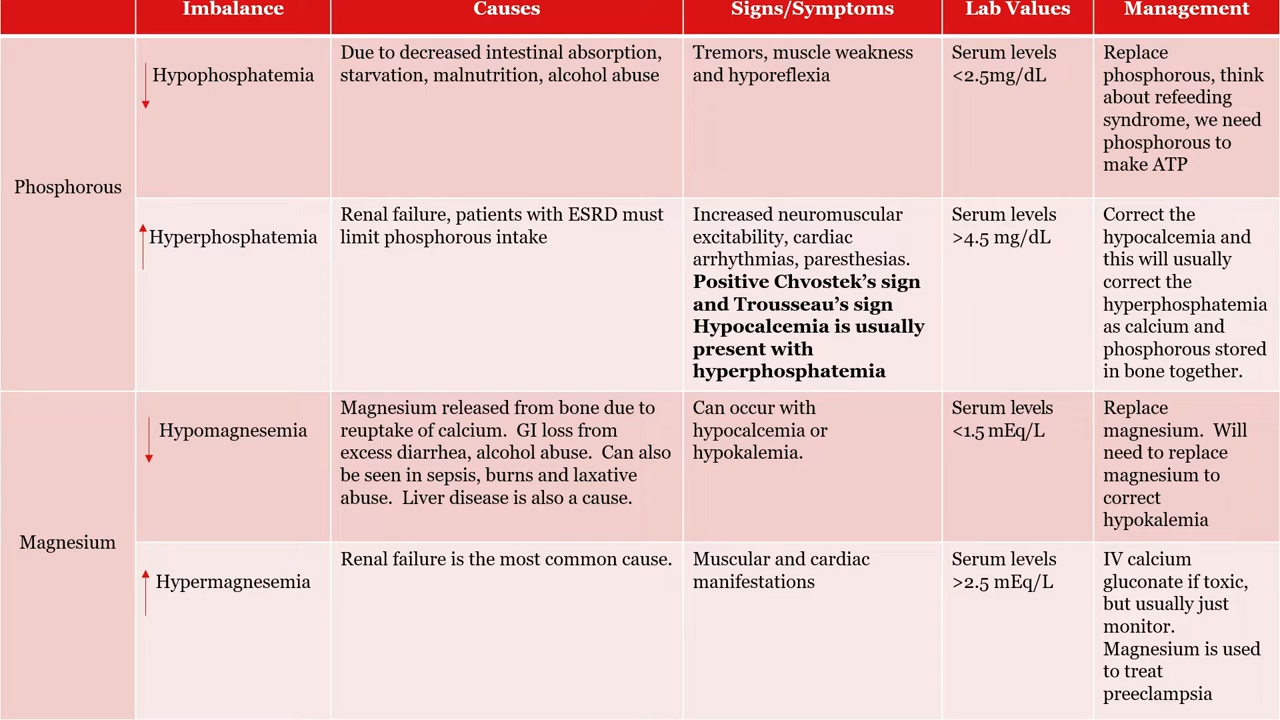 Imbalance
Causes
Signs/Symptoms
Lab Values
Management
Phosphorous
Hypophosphatemia
Due to decreased intestinal absorption,
starvation, malnutrition, alcohol abuse
Tremors, muscle weakness
and hyporeflexia
Serum levels
<2.5mg/dL
Replace
phosphorous, think
about refeeding
syndrome, we need
phosphorous to
make ATP
Hyperphosphatemia
Renal failure, patients with ESRD must
limit phosphorous intake
Increased neuromuscular
excitability, cardiac
arrhythmias, paresthesias.
Positive Chvostek’s sign
and Trousseau’s sign
Hypocalcemia is usually
present with
hyperphosphatemia
Serum levels
>4.5 mg/dL
Correct the
hypocalcemia and
this will usually
correct the
hyperphosphatemia
as calcium and
phosphorous stored
in bone together.
Magnesium
Hypomagnesemia
Magnesium released from bone due to
reuptake of calcium.  GI loss from
excess diarrhea, alcohol abuse.  Can also
be seen in sepsis, burns and laxative
abuse.  Liver disease is also a cause.
Can occur with
hypocalcemia or
hypokalemia.
Serum levels
<1.5 mEq/L
Replace
magnesium.  Will
need to replace
magnesium to
correct
hypokalemia
Hypermagnesemia
Renal failure is the most common cause.
Muscular and cardiac
manifestations
Serum levels
>2.5 mEq/L
IV calcium
gluconate if toxic,
but usually just
monitor.
Magnesium is used
to treat
preeclampsia